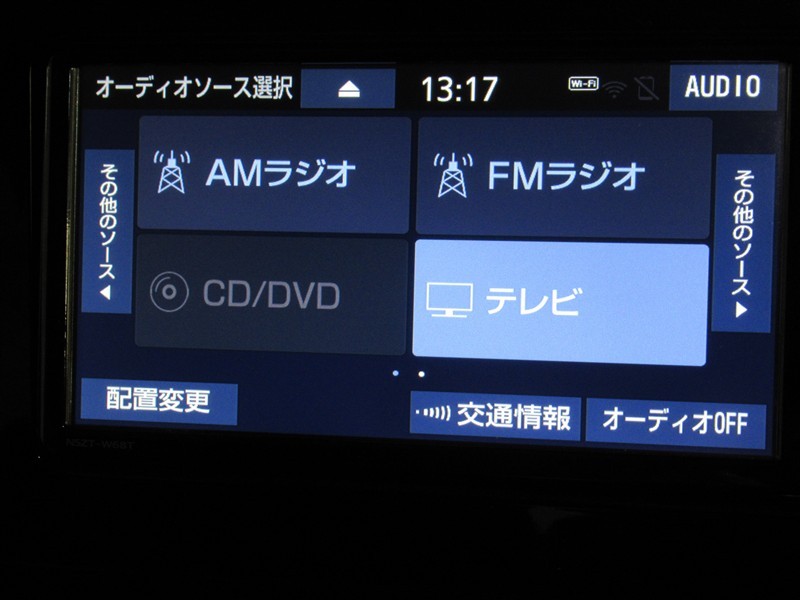 オーディオソース選択
13:17
Wi-Fi
AUDIO
その他のソース
AMラジオ
FMラジオ
その他のソース
CD/DVD
テレビ
配置変更
交通情報
オーディオOFF
NSZT-W66T